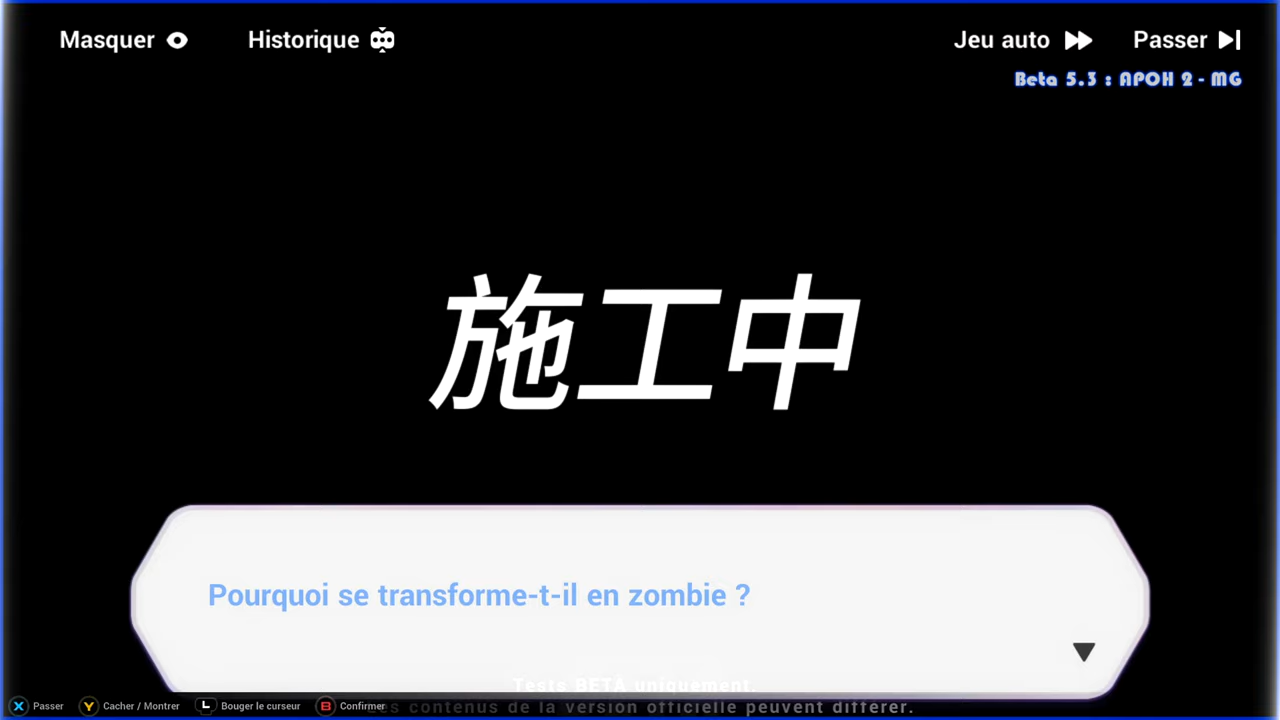 Masquer Historique Jeu auto Passer
Beta 5.3 : APOH 2 - MG
施工中
Pourquoi se transforme-t-il en zombie ?
Tests BETA uniquement.
Les contenus de la version officielle peuvent différer.
X Passer Y Cacher / Montrer L Bouger le curseur B Confirmer